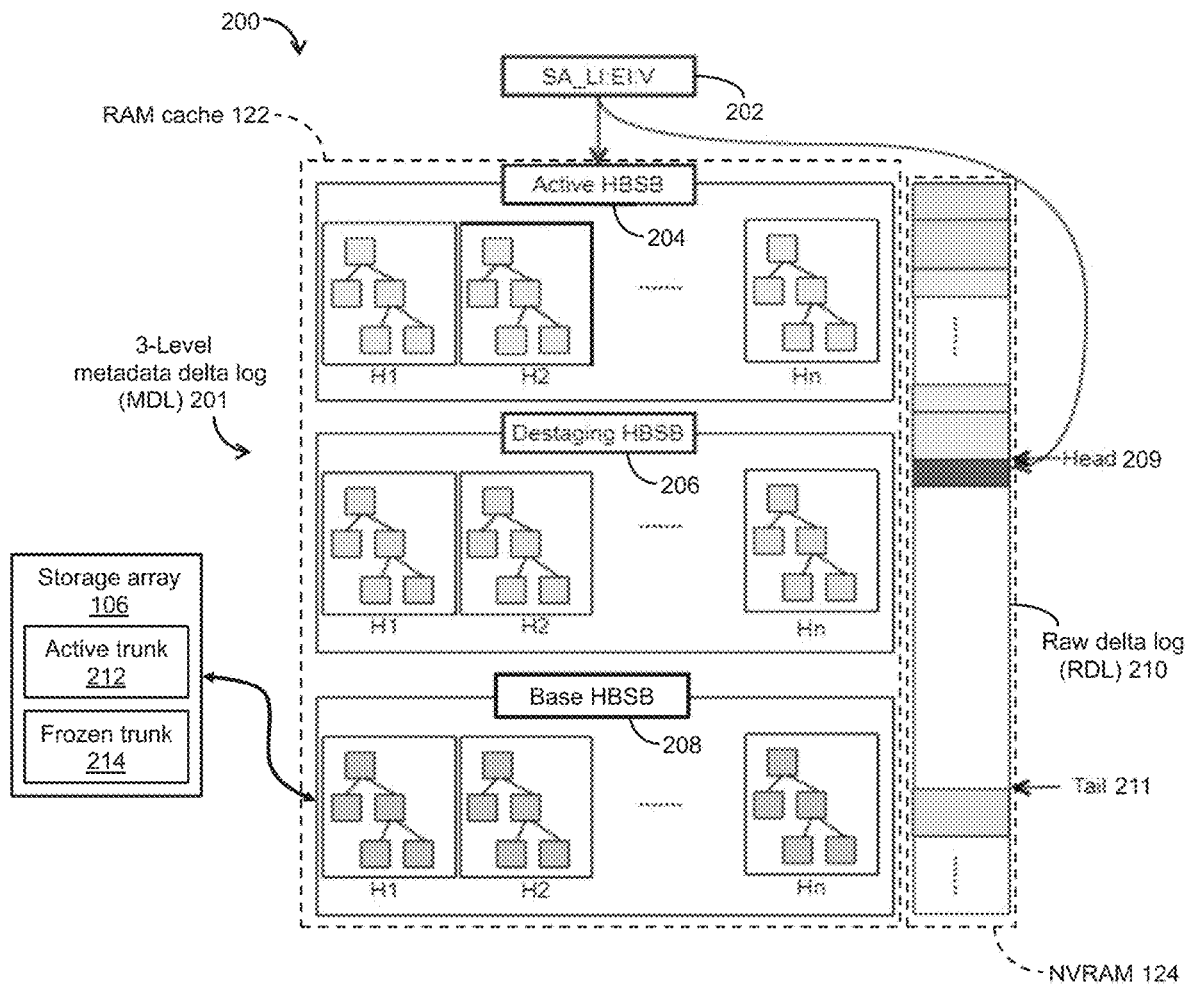 200
SA_LI:EI:V
202
RAM cache 122
Active HBSB
204
H1
H2
......
Hn
......
3-Level
metadata delta log
(MDL) 201
Destaging HBSB
206
Head 209
H1
H2
......
Hn
Storage array
106
Active trunk
212
Frozen trunk
214
Raw delta log
(RDL) 210
Base HBSB
208
Tail 211
H1
H2
......
Hn
......
NVRAM 124